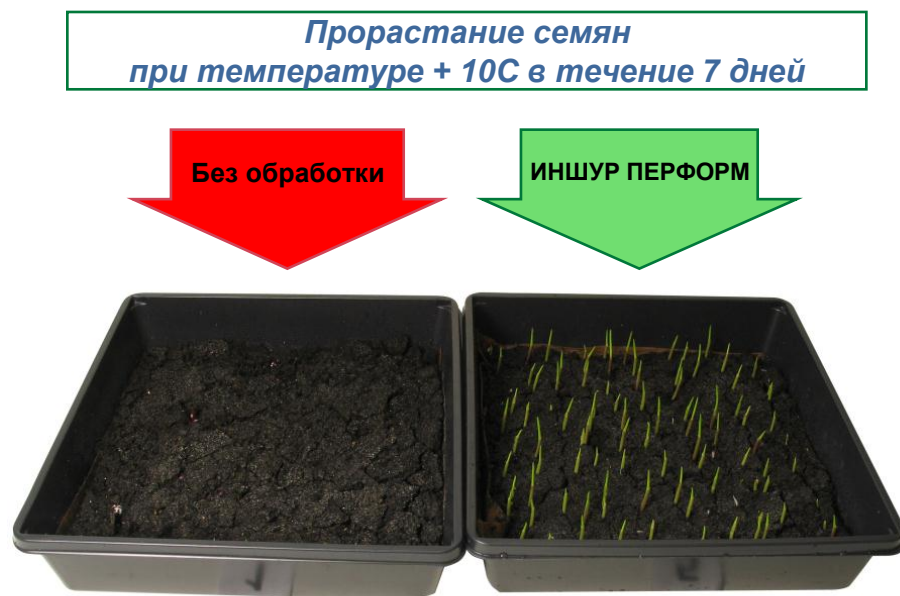 Прорастание семян
при температуре + 10С в течение 7 дней
Без обработки
ИНШУР ПЕРФОРМ